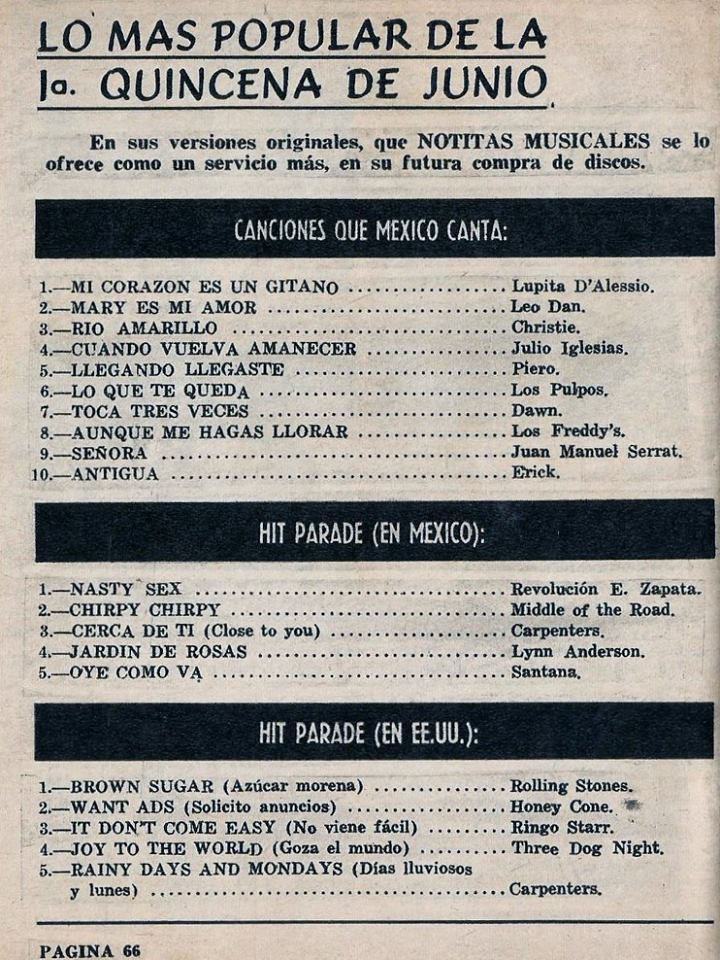 LO MAS POPULAR DE LA
1a. QUINCENA DE JUNIO
En sus versiones originales, que NOTITAS MUSICALES se lo
ofrece como un servicio más, en su futura compra de discos.
CANCIONES QUE MEXICO CANTA:
1.—MI CORAZON ES UN GITANO ................ Lupita D'Alessio.
2.—MARY ES MI AMOR ........................ Leo Dan.
3.—RIO AMARILLO ........................... Christie.
4.—CUANDO VUELVA AMANECER .............. Julio Iglesias.
5.—LLEGANDO LLEGASTE ...................... Piero.
6.—LO QUE TE QUEDA ......................... Los Pulpos.
7.—TOCA TRES VECES ......................... Dawn.
8.—AUNQUE ME HAGAS LLORAR ............... Los Freddy's.
9.—SEÑORA .................................. Juan Manuel Serrat.
10.—ANTIGUA ................................. Erick.
HIT PARADE (EN MEXICO):
1.—NASTY SEX ............................... Revolución E. Zapata.
2.—CHIRPY CHIRPY ........................... Middle of the Road.
3.—CERCA DE TI (Close to you) ................. Carpenters.
4.—JARDIN DE ROSAS ........................ Lynn Anderson.
5.—OYE COMO VA ............................. Santana.
HIT PARADE (EN EE.UU.):
1.—BROWN SUGAR (Azúcar morena) ............. Rolling Stones.
2.—WANT ADS (Solicito anuncios) ................ Honey Cone.
3.—IT DON'T COME EASY (No viene fácil) ........ Ringo Starr.
4.—JOY TO THE WORLD (Goza el mundo) ......... Three Dog Night.
5.—RAINY DAYS AND MONDAYS (Días lluviosos
y lunes) ................................... Carpenters.
PAGINA 66